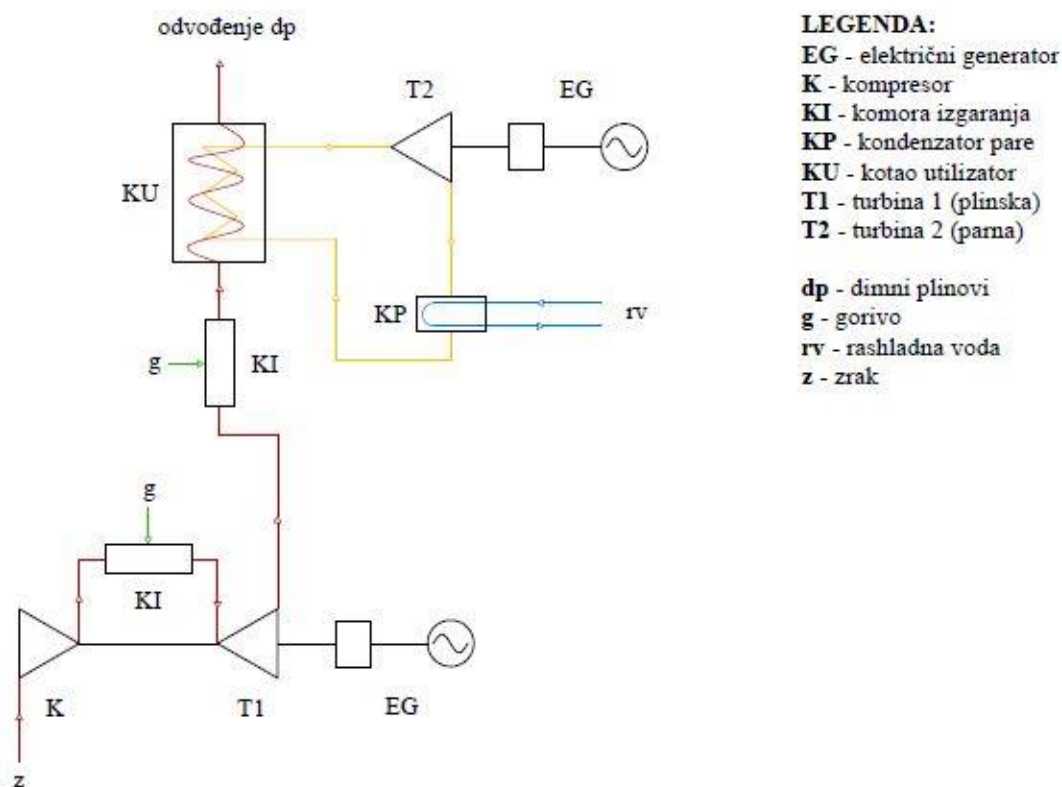 odvođenje dp
T2
EG
KU
KP
rv
g
KI
g
KI
K
T1
EG
z
LEGENDA:
EG - električni generator
K - kompresor
KI - komora izgaranja
KP - kondenzator pare
KU - kotao utilizator
T1 - turbina 1 (plinska)
T2 - turbina 2 (parna)
dp - dimni plinovi
g - gorivo
rv - rashladna voda
z - zrak